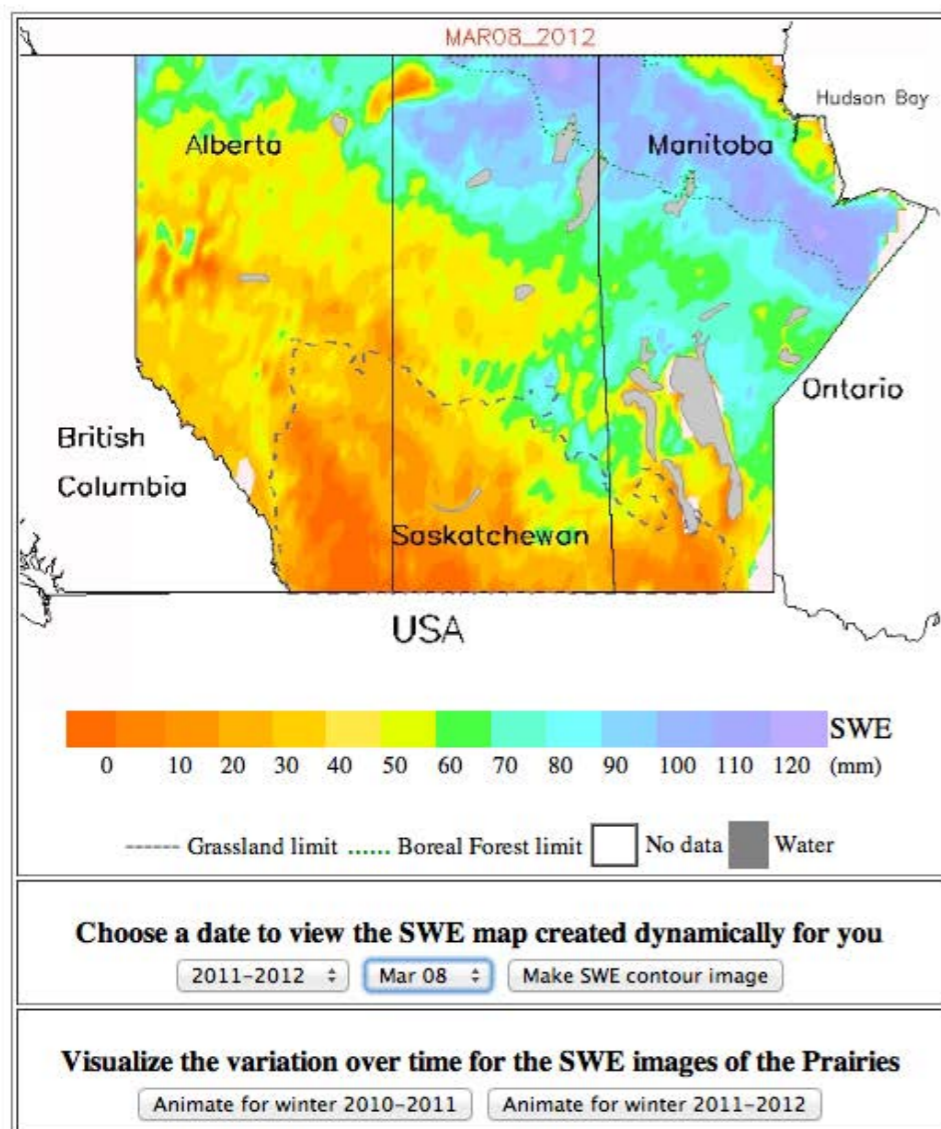 MAR08_2012
Hudson Bay
Alberta
Manitoba
Ontario
British
Columbia
Saskatchewan
USA
SWE
0 10 20 30 40 50 60 70 80 90 100 110 120 (mm)
Grassland limit Boreal Forest limit No data Water
Choose a date to view the SWE map created dynamically for you
2011-2012 Mar 08 Make SWE contour image
Visualize the variation over time for the SWE images of the Prairies
Animate for winter 2010-2011 Animate for winter 2011-2012